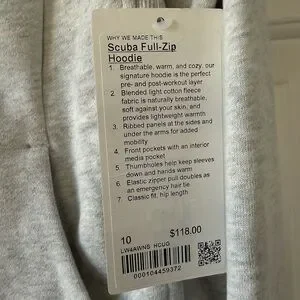 WHY WE MADE THIS
Scuba Full-Zip
Hoodie
1. Breathable, warm, and cozy, our
signature hoodie is the perfect
pre- and post-workout layer.
2. Blended light cotton fleece
fabric is naturally breathable,
soft against your skin, and
provides lightweight warmth
3. Ribbed panels at the sides and
under the arms for added
mobility
4. Front pockets with an interior
media pocket
5. Thumbholes help keep sleeves
down and hands warm
6. Elastic zipper pull doubles as
an emergency hair tie
7. Classic fit, hip length
10 $118.00
LW4AWNS HCUG
000104459372